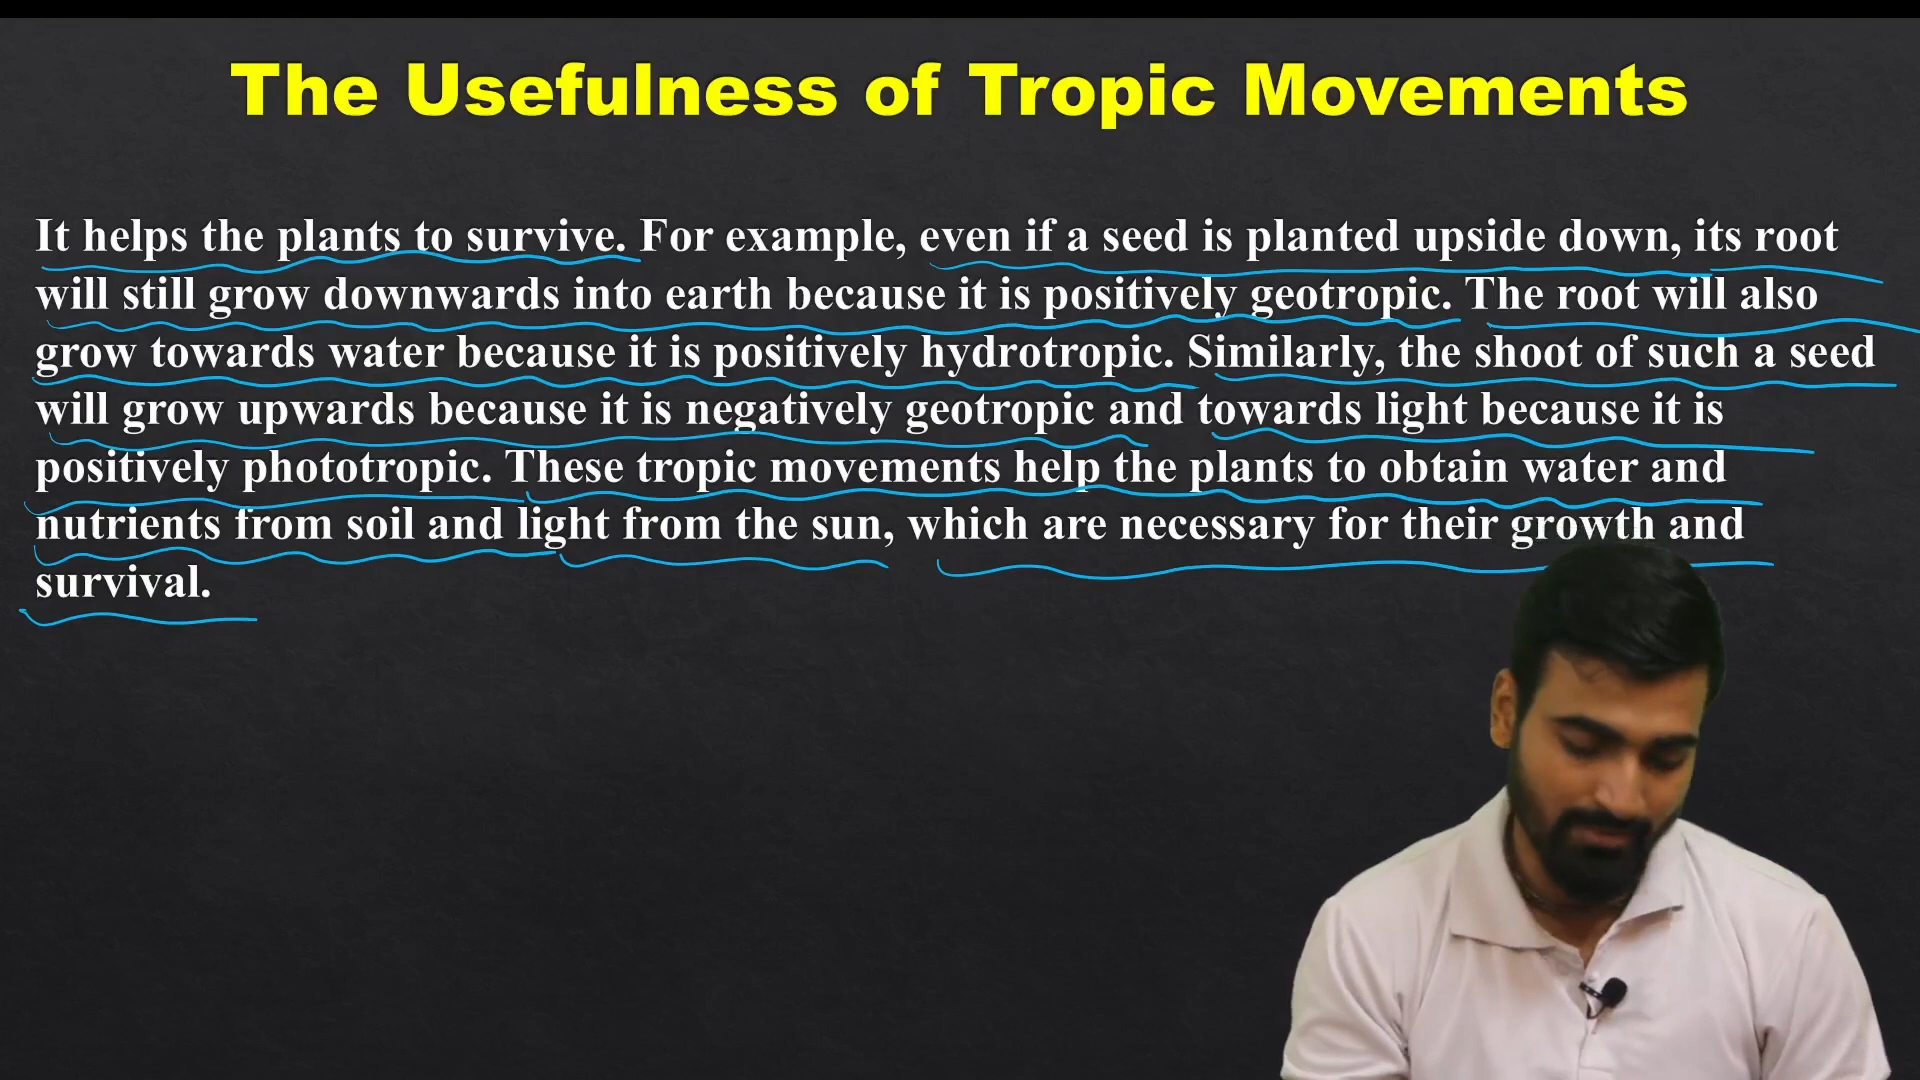 The Usefulness of Tropic Movements
It helps the plants to survive. For example, even if a seed is planted upside down, its root
will still grow downwards into earth because it is positively geotropic. The root will also
grow towards water because it is positively hydrotropic. Similarly, the shoot of such a seed
will grow upwards because it is negatively geotropic and towards light because it is
positively phototropic. These tropic movements help the plants to obtain water and
nutrients from soil and light from the sun, which are necessary for their growth and
survival.